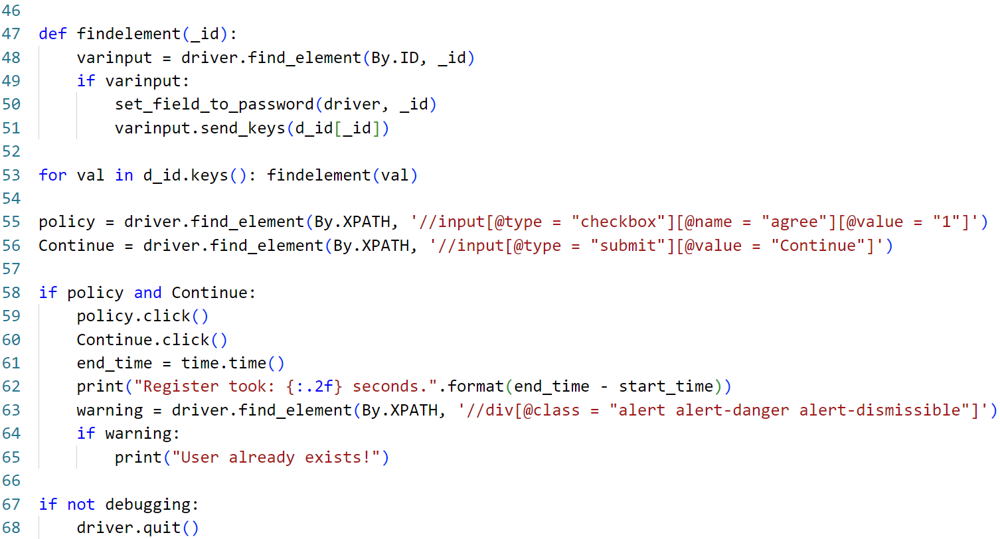 46
47 def findelement(_id):
48     varinput = driver.find_element(By.ID, _id)
49     if varinput:
50         set_field_to_password(driver, _id)
51         varinput.send_keys(d_id[_id])
52
53 for val in d_id.keys(): findelement(val)
54
55 policy = driver.find_element(By.XPATH, '//input[@type = "checkbox"][@name = "agree"][@value = "1"]')
56 Continue = driver.find_element(By.XPATH, '//input[@type = "submit"][@value = "Continue"]')
57
58 if policy and Continue:
59     policy.click()
60     Continue.click()
61     end_time = time.time()
62     print("Register took: {:.2f} seconds.".format(end_time - start_time))
63     warning = driver.find_element(By.XPATH, '//div[@class = "alert alert-danger alert-dismissible"]')
64     if warning:
65         print("User already exists!")
66
67 if not debugging:
68     driver.quit()